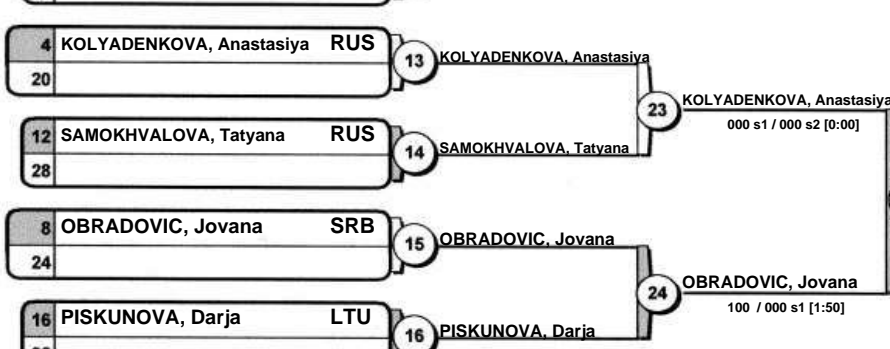 4 KOLYADENKOVA, Anastasiya RUS
20
13
KOLYADENKOVA, Anastasiya
12 SAMOKHVALOVA, Tatyana RUS
28
14
SAMOKHVALOVA, Tatyana
23
KOLYADENKOVA, Anastasiya
000 s1 / 000 s2 [0:00]
8 OBRADOVIC, Jovana SRB
24
15
OBRADOVIC, Jovana
16 PISKUNOVA, Darja LTU
16
PISKUNOVA, Darja
24
OBRADOVIC, Jovana
100 / 000 s1 [1:50]